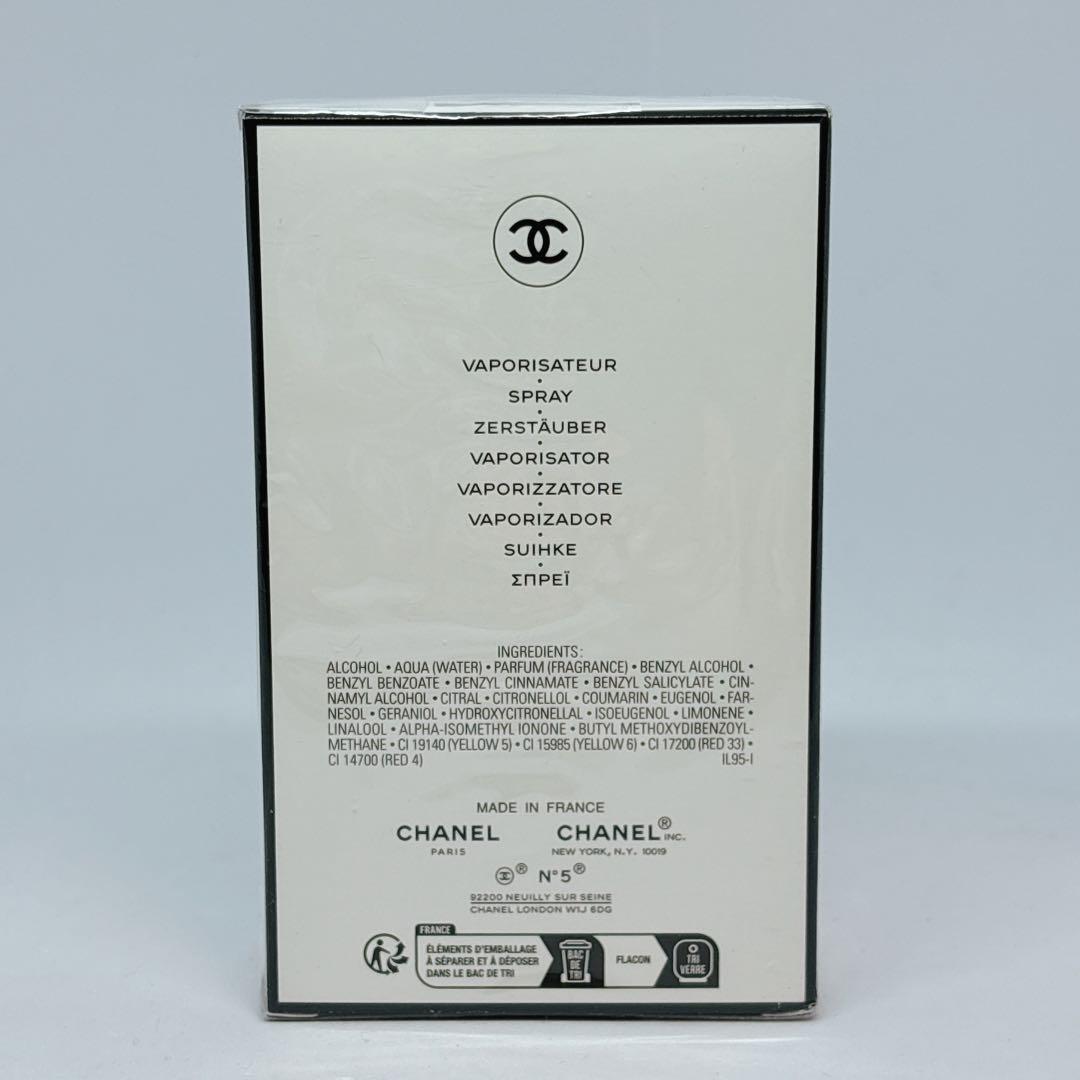 VAPORISATEUR
•
SPRAY
•
ZERSTÄUBER
•
VAPORISATOR
•
VAPORIZZATORE
•
VAPORIZADOR
•
SUIHKE
•
ΣΠΡΕΪ
INGREDIENTS:
ALCOHOL • AQUA (WATER) • PARFUM (FRAGRANCE) • BENZYL ALCOHOL •
BENZYL BENZOATE • BENZYL CINNAMATE • BENZYL SALICYLATE • CIN-
NAMYL ALCOHOL • CITRAL • CITRONELLOL • COUMARIN • EUGENOL • FAR-
NESOL • GERANIOL • HYDROXYCITRONELLAL • ISOEUGENOL • LIMONENE •
LINALOOL • ALPHA-ISOMETHYL IONONE • BUTYL METHOXYDIBENZOYL-
METHANE • CI 19140 (YELLOW 5) • CI 15985 (YELLOW 6) • CI 17200 (RED 33) •
CI 14700 (RED 4) IL95-I
MADE IN FRANCE
CHANEL CHANEL® INC.
PARIS NEW YORK, N.Y. 10019
® N°5®
92200 NEUILLY SUR SEINE
CHANEL LONDON W1J 6DG
FRANCE
ÉLÉMENTS D'EMBALLAGE
À SÉPARER ET À DÉPOSER
DANS LE BAC DE TRI
BAC
DE
TRI
FLACON
TRI
VERRE